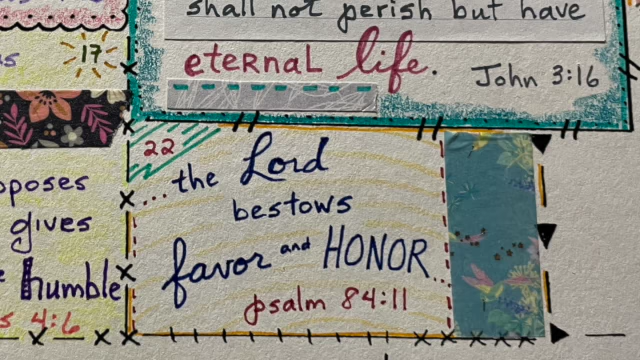 shall not perish but have
eternal life.
John 3:16
17
22
...the Lord
bestows
favor and HONOR...
psalm 84:11
poses
gives
humble
4:6